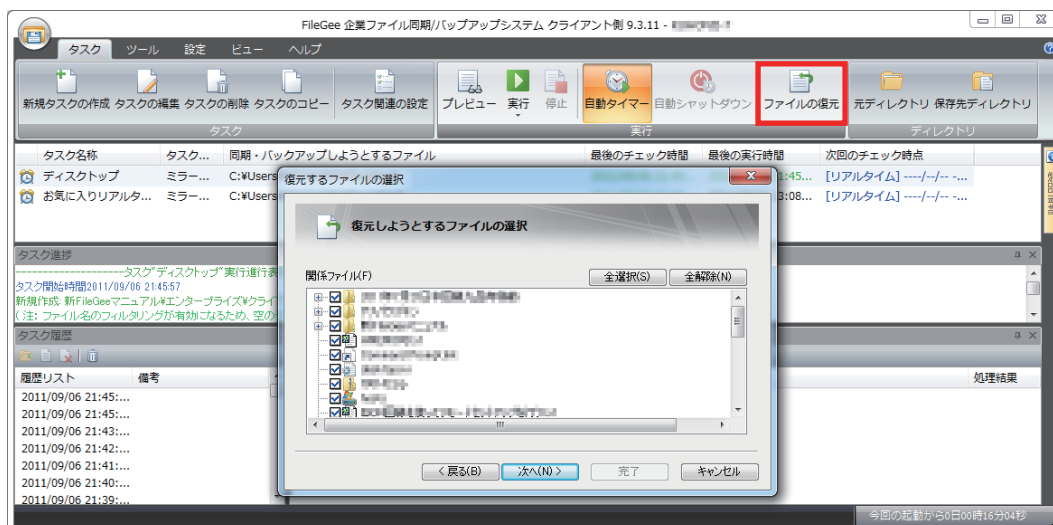 FileGee 企業ファイル同期/バップアップシステム クライアント側 9.3.11 -
タスク ツール 設定 ビュー ヘルプ
新規タスクの作成 タスクの編集 タスクの削除 タスクのコピー タスク関連の設定 プレビュー 実行 停止 自動タイマー 自動シャットダウン ファイルの復元 元ディレクトリ 保存先ディレクトリ
タスク 実行 ディレクトリ
タスク名称 タスク... 同期・バックアップしようとするファイル 最後のチェック時間 最後の実行時間 次回のチェック時点
ディスクトップ ミラー... C:¥Users 1:45... [リアルタイム] ----/--/-- -...
お気に入りリアルタ... ミラー... C:¥Users 3:08... [リアルタイム] ----/--/-- -...
タスク進捗
--------------------タスク"ディスクトップ"実行進行表
タスク開始時間2011/09/06 21:45:57
新規作成 新FileGeeマニュアル¥エンタープライズ¥クライ
(注: ファイル名のフィルタリングが有効になるため、空の
タスク履歴
履歴リスト 備考 処理結果
2011/09/06 21:45:...
2011/09/06 21:45:...
2011/09/06 21:43:...
2011/09/06 21:42:...
2011/09/06 21:41:...
2011/09/06 21:40:...
2011/09/06 21:39:...
復元するファイルの選択
復元しようとするファイルの選択
関係ファイル(F) 全選択(S) 全解除(N)
< 戻る(B) 次へ(N) > 完了 キャンセル
今回の起動から0日00時16分04秒